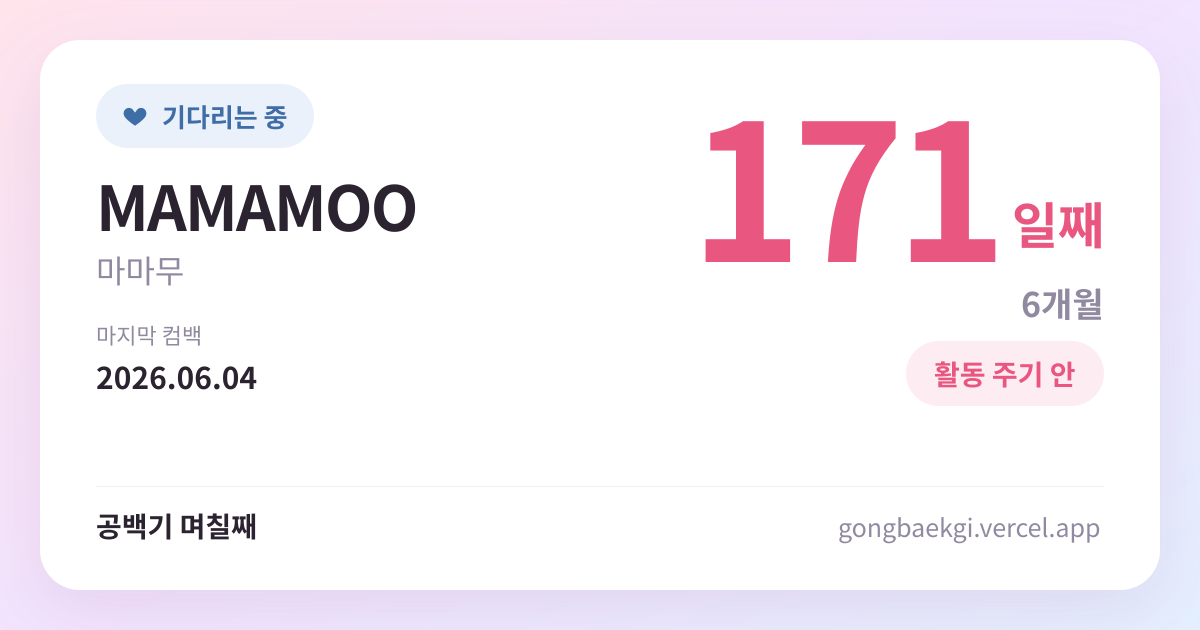 기다리는 중
MAMAMOO
마마무
마지막 컴백
2026.06.04
171 일째
6개월
활동 주기 안
공백기 며칠째
gongbaekgi.vercel.app